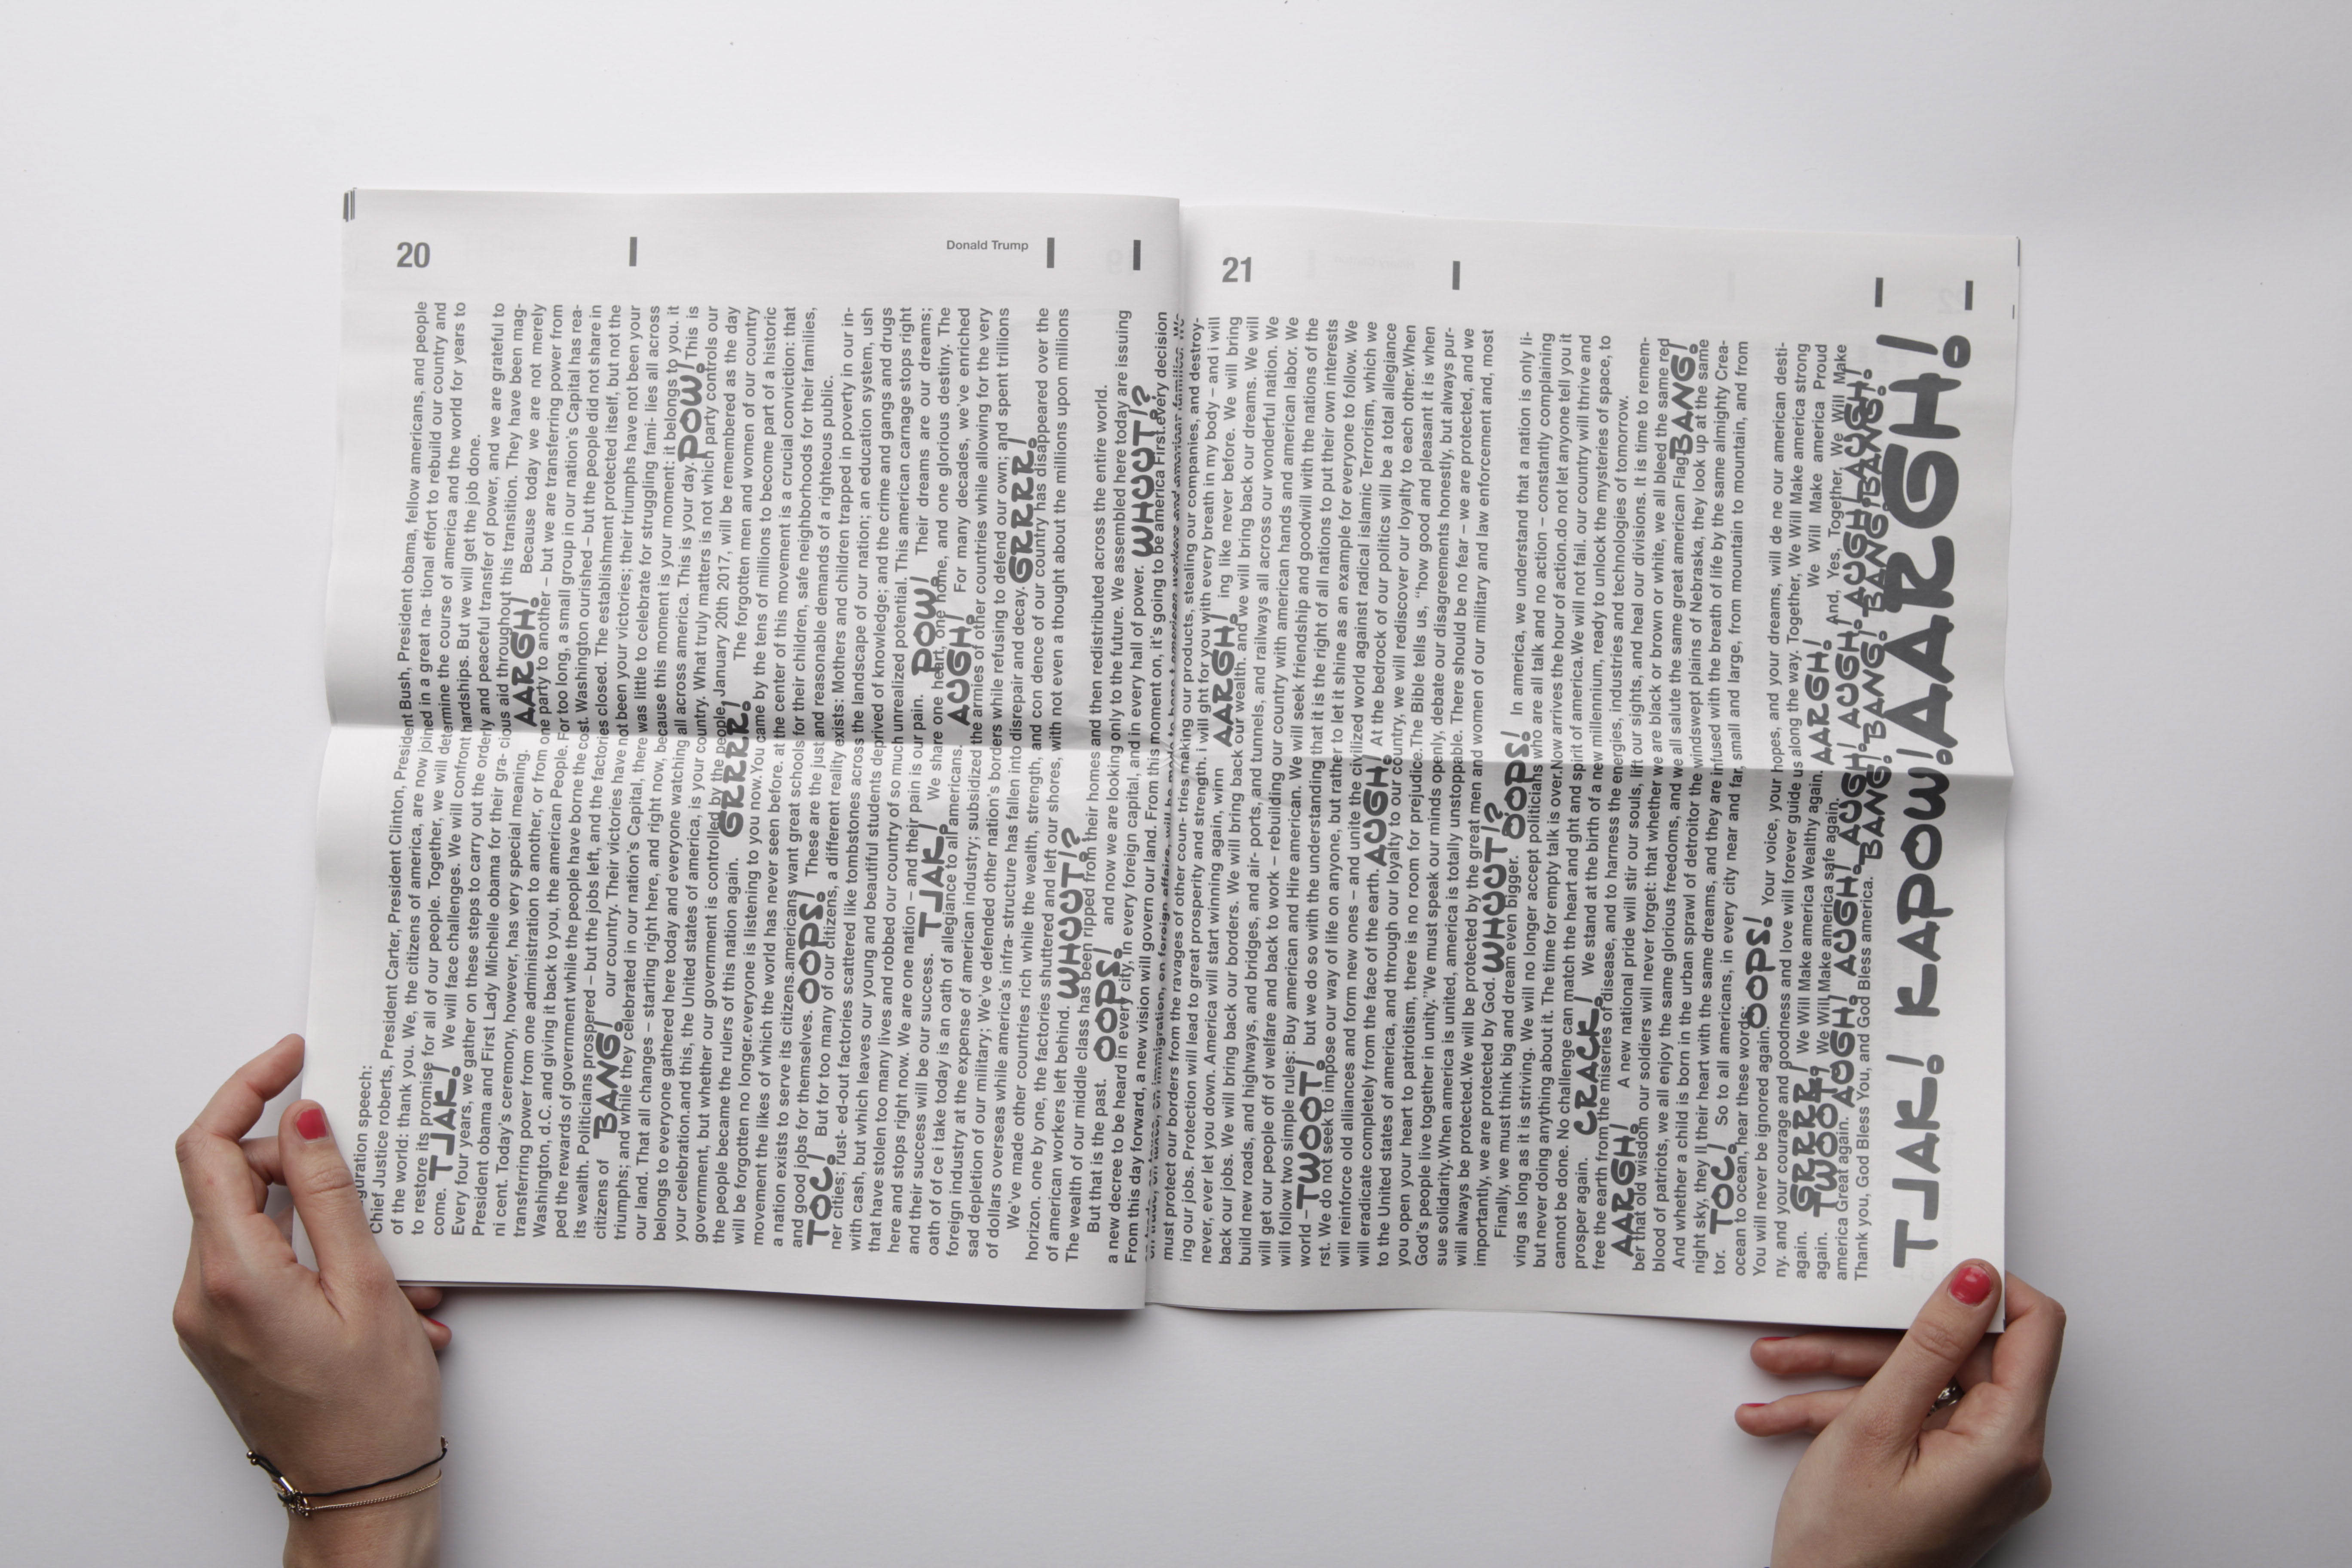 20
Donald Trump
21
guration speech:
Chief Justice roberts, President Carter, President Clinton, President Bush, President obama, fellow americans, and people
of the world: thank you. We, the citizens of america, are now joined in a great na- tional effort to rebuild our country and
to restore its promise for all of our people. Together, we will determine the course of america and the world for years to
come. TJAK! We will face challenges. We will confront hardships. But we will get the job done.
Every four years, we gather on these steps to carry out the orderly and peaceful transfer of power, and we are grateful to
President obama and First Lady Michelle obama for their gra- cious aid throughout this transition. They have been mag-
ni cent. Today's ceremony, however, has very special meaning. AARGH! Because today we are not merely
transferring power from one administration to another, or from one party to another – but we are transferring power from
Washington, d.C. and giving it back to you, the american People. For too long, a small group in our nation's Capital has rea-
ped the rewards of government while the people have borne the cost. Washington ourished – but the people did not share in
its wealth. Politicians prospered – but the jobs left, and the factories closed. The establishment protected itself, but not the
citizens of BANG! our country. Their victories have not been your victories; their triumphs have not been your
triumphs; and while they celebrated in our nation's Capital, there was little to celebrate for struggling fami- lies all across
our land. That all changes – starting right here, and right now, because this moment is your moment: it belongs to you. it
belongs to everyone gathered here today and everyone watching all across america. This is your day. POW! This is
your celebration.and this, the United states of america, is your country. What truly matters is not which party controls our
government, but whether our government is controlled by the people. January 20th 2017, will be remembered as the day
the people became the rulers of this nation again. GRRR! The forgotten men and women of our country
will be forgotten no longer.everyone is listening to you now.You came by the tens of millions to become part of a historic
movement the likes of which the world has never seen before. at the center of this movement is a crucial conviction: that
a nation exists to serve its citizens.americans want great schools for their children, safe neighborhoods for their families,
and good jobs for themselves. OOPS! These are the just and reasonable demands of a righteous public.
TOC! But for too many of our citizens, a different reality exists: Mothers and children trapped in poverty in our in-
ner cities; rust- ed-out factories scattered like tombstones across the landscape of our nation; an education system, ush
with cash, but which leaves our young and beautiful students deprived of knowledge; and the crime and gangs and drugs
that have stolen too many lives and robbed our country of so much unrealized potential. This american carnage stops right
here and stops right now. We are one nation – and their pain is our pain. POW! Their dreams are our dreams;
and their success will be our success. TJAK! We share one heart, one home, and one glorious destiny. The
oath of of ce i take today is an oath of allegiance to all americans. AUGH! For many decades, we've enriched
foreign industry at the expense of american industry; subsidized the armies of other countries while allowing for the very
sad depletion of our military; We've defended other nation's borders while refusing to defend our own; and spent trillions
of dollars overseas while america's infra- structure has fallen into disrepair and decay. GRRR!
We've made other countries rich while the wealth, strength, and con dence of our country has disappeared over the
horizon. one by one, the factories shuttered and left our shores, with not even a thought about the millions upon millions
of american workers left behind. WHOUT!?
The wealth of our middle class has been ripped from their homes and then redistributed across the entire world.
But that is the past. OOPS! and now we are looking only to the future. We assembled here today are issuing
a new decree to be heard in every city, in every foreign capital, and in every hall of power. WHOUT!?
From this day forward, a new vision will govern our land. From this moment on, it's going to be america First.every decision
on trade, on taxes, on immigration, on foreign affairs, will be made to benefit american workers and american families. We
must protect our borders from the ravages of other coun- tries making our products, stealing our companies, and destroy-
ing our jobs. Protection will lead to great prosperity and strength. i will ght for you with every breath in my body – and i will
never, ever let you down. America will start winning again, winn AARGH! ing like never before. We will bring
back our jobs. We will bring back our borders. We will bring back our wealth. and we will bring back our dreams. We will
build new roads, and highways, and bridges, and air- ports, and tunnels, and railways all across our wonderful nation. We
will get our people off of welfare and back to work – rebuilding our country with american hands and american labor. We
will follow two simple rules: Buy american and Hire american. We will seek friendship and goodwill with the nations of the
world – TWOOT! but we do so with the understanding that it is the right of all nations to put their own interests
rst. We do not seek to impose our way of life on anyone, but rather to let it shine as an example for everyone to follow. We
will reinforce old alliances and form new ones – and unite the civilized world against radical islamic Terrorism, which we
will eradicate completely from the face of the earth. AUGH! At the bedrock of our politics will be a total allegiance
to the United states of america, and through our loyalty to our country, we will rediscover our loyalty to each other.When
you open your heart to patriotism, there is no room for prejudice.The Bible tells us, "how good and pleasant it is when
God's people live together in unity."We must speak our minds openly, debate our disagreements honestly, but always pur-
sue solidarity.When america is united, america is totally unstoppable. There should be no fear – we are protected, and we
will always be protected.We will be protected by the great men and women of our military and law enforcement and, most
importantly, we are protected by God. WHOUT!?
Finally, we must think big and dream even bigger. OOPS! In america, we understand that a nation is only li-
ving as long as it is striving. We will no longer accept politicians who are all talk and no action – constantly complaining
but never doing anything about it. The time for empty talk is over.Now arrives the hour of action.do not let anyone tell you it
cannot be done. No challenge can match the heart and ght and spirit of america.We will not fail. our country will thrive and
prosper again. CRACK! We stand at the birth of a new millennium, ready to unlock the mysteries of space, to
free the earth from the miseries of disease, and to harness the energies, industries and technologies of tomorrow.
AARGH! A new national pride will stir our souls, lift our sights, and heal our divisions. It is time to remem-
ber that old wisdom our soldiers will never forget: that whether we are black or brown or white, we all bleed the same red
blood of patriots, we all enjoy the same glorious freedoms, and we all salute the same great american Flag. BANG!
And whether a child is born in the urban sprawl of detroitor the windswept plains of Nebraska, they look up at the same
night sky, they ll their heart with the same dreams, and they are infused with the breath of life by the same almighty Crea-
tor. TOC! So to all americans, in every city near and far, small and large, from mountain to mountain, and from
ocean to ocean, hear these words:
You will never be ignored again. OOPS! Your voice, your hopes, and your dreams, will de ne our american desti-
ny. and your courage and goodness and love will forever guide us along the way. Together, We Will Make america strong
again. GRRR! We Will Make america Wealthy again. AARGH! We Will Make america Proud
again. TWOOT! We Will Make america safe again. And, Yes, Together, We Will Make
america Great again. AUGH! AUGH! AUGH! AUGH! AUGH! AUGH! AUGH!
Thank you, God Bless You, and God Bless america. BANG! BANG! BANG! BANG! BANG!
TJAK! KAPOW! AARGH!